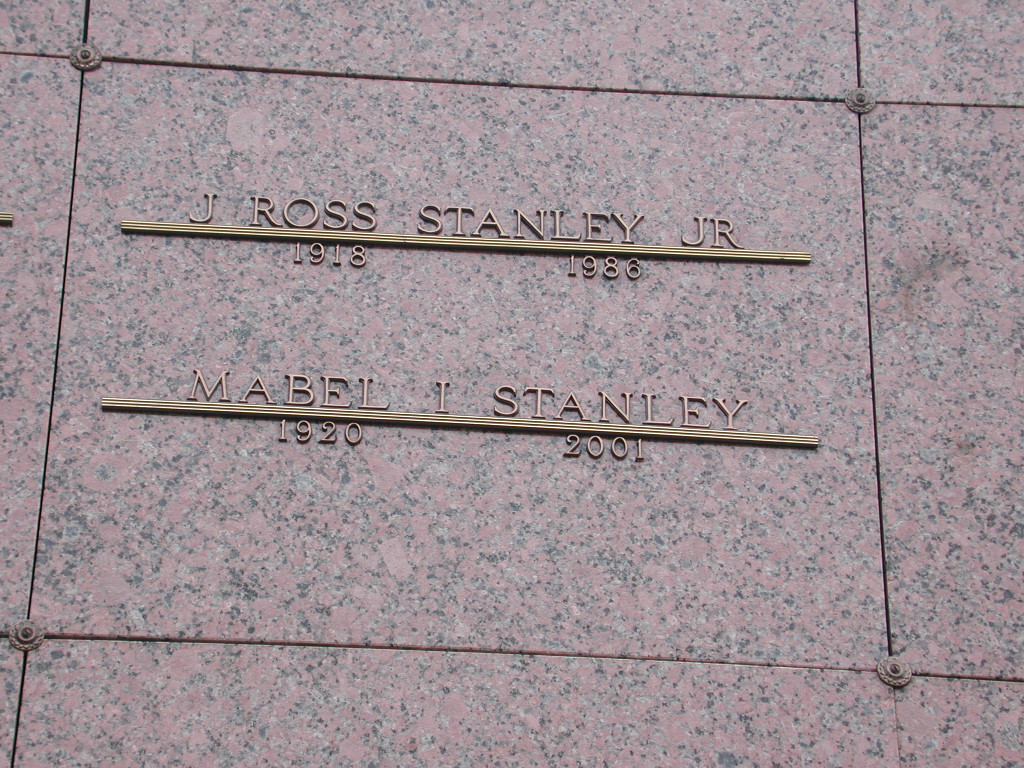 J ROSS STANLEY JR
1918 1986
MABEL I STANLEY
1920 2001